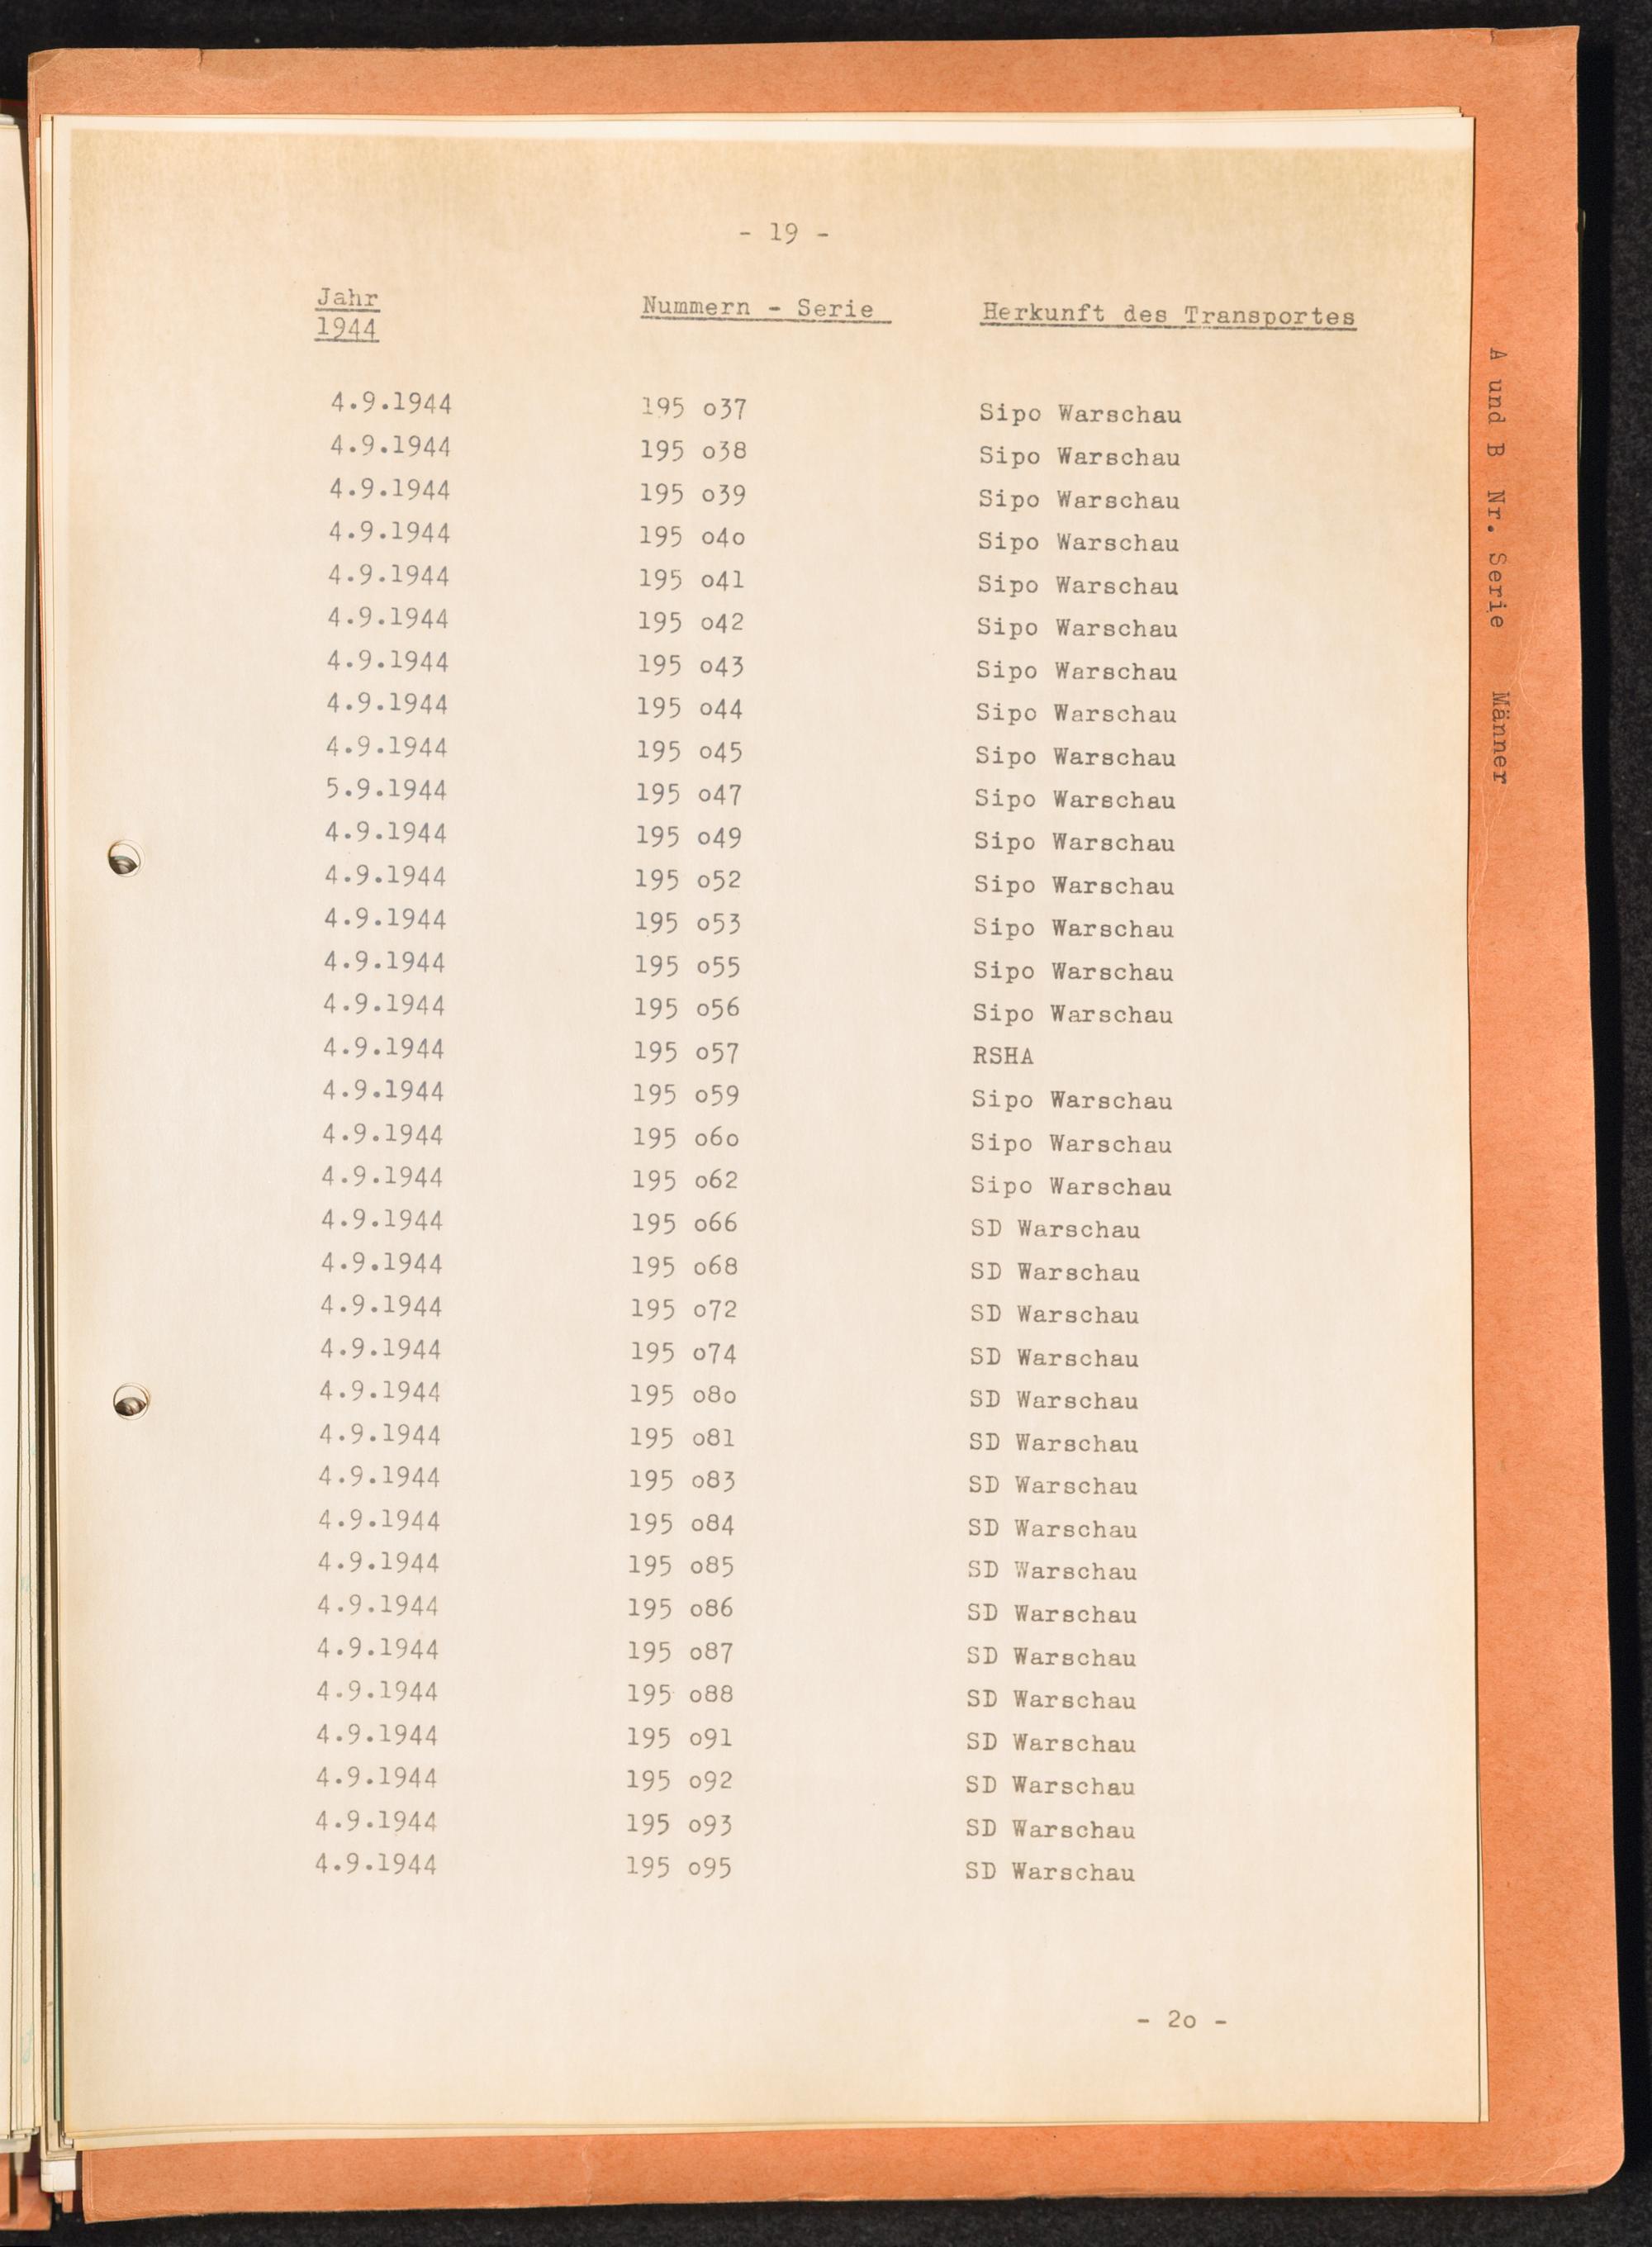 - 19 -
Jahr Nummern - Serie Herkunft des Transportes
1944
4.9.1944 195 o37 Sipo Warschau
4.9.1944 195 o38 Sipo Warschau
4.9.1944 195 o39 Sipo Warschau
4.9.1944 195 o4o Sipo Warschau
4.9.1944 195 o41 Sipo Warschau
4.9.1944 195 o42 Sipo Warschau
4.9.1944 195 o43 Sipo Warschau
4.9.1944 195 o44 Sipo Warschau
4.9.1944 195 o45 Sipo Warschau
5.9.1944 195 o47 Sipo Warschau
4.9.1944 195 o49 Sipo Warschau
4.9.1944 195 o52 Sipo Warschau
4.9.1944 195 o53 Sipo Warschau
4.9.1944 195 o55 Sipo Warschau
4.9.1944 195 o56 Sipo Warschau
4.9.1944 195 o57 RSHA
4.9.1944 195 o59 Sipo Warschau
4.9.1944 195 o6o Sipo Warschau
4.9.1944 195 o62 Sipo Warschau
4.9.1944 195 o66 SD Warschau
4.9.1944 195 o68 SD Warschau
4.9.1944 195 o72 SD Warschau
4.9.1944 195 o74 SD Warschau
4.9.1944 195 o8o SD Warschau
4.9.1944 195 o81 SD Warschau
4.9.1944 195 o83 SD Warschau
4.9.1944 195 o84 SD Warschau
4.9.1944 195 o85 SD Warschau
4.9.1944 195 o86 SD Warschau
4.9.1944 195 o87 SD Warschau
4.9.1944 195 o88 SD Warschau
4.9.1944 195 o91 SD Warschau
4.9.1944 195 o92 SD Warschau
4.9.1944 195 o93 SD Warschau
4.9.1944 195 o95 SD Warschau
- 2o -
A und B Nr. Serie Männer